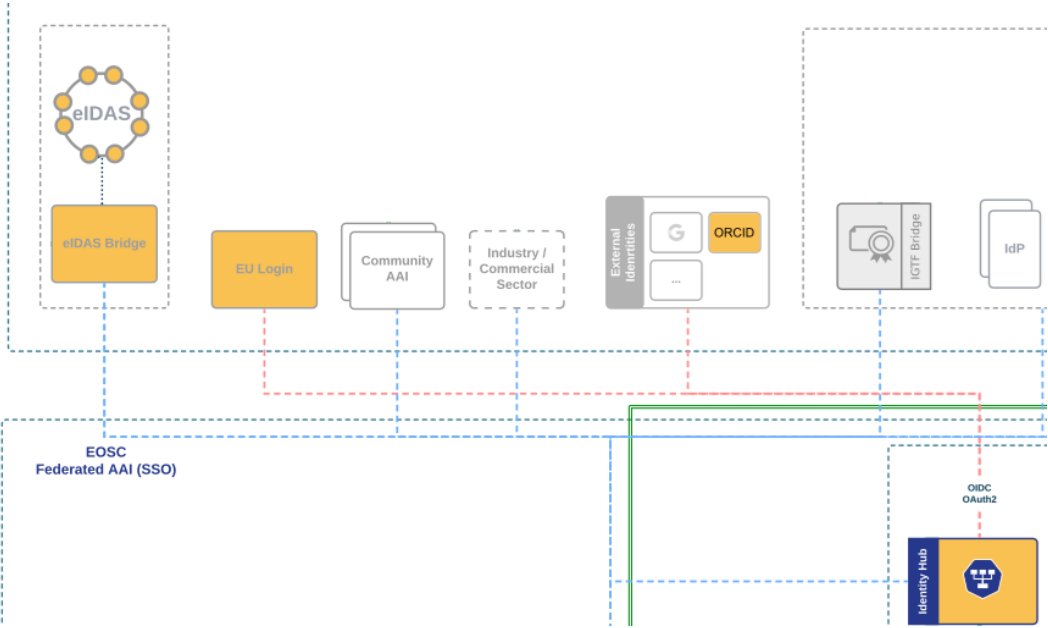 eIDAS
eIDAS Bridge
EU Login
Community
AAI
Industry /
Commercial
Sector
External
Idenrtities
G
ORCID
...
IGTF Bridge
IdP
EOSC
Federated AAI (SSO)
OIDC
OAuth2
Identity Hub